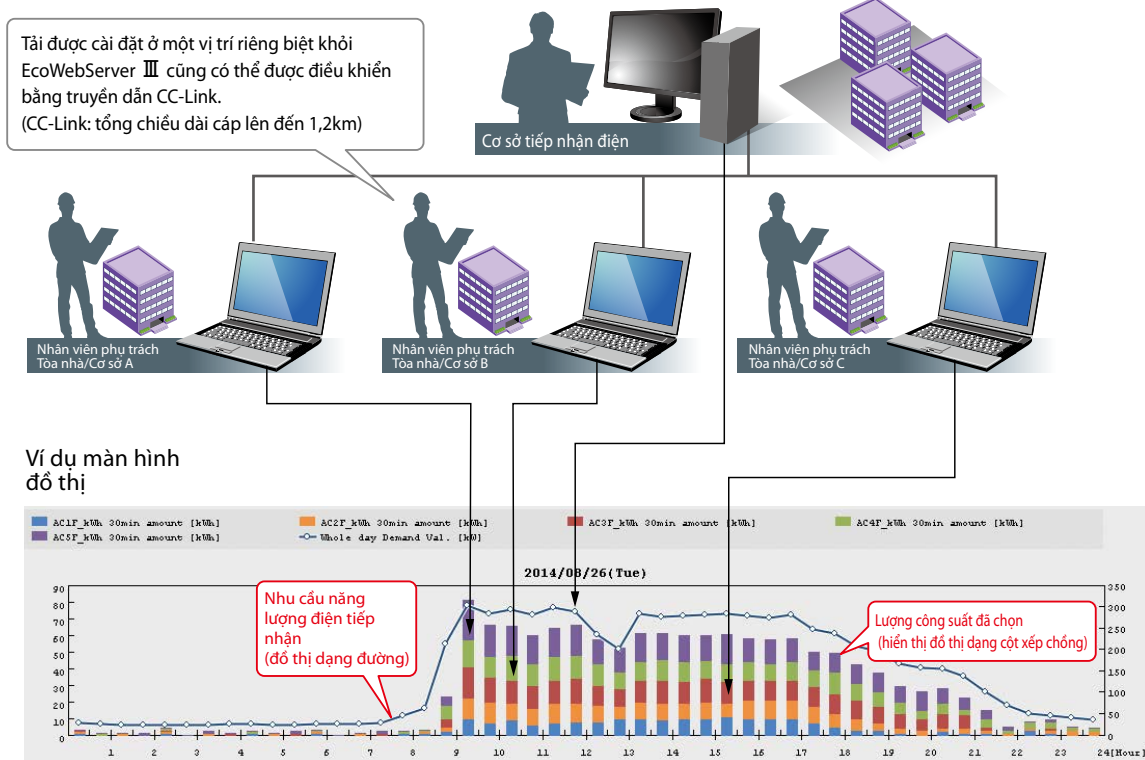 Tải được cài đặt ở một vị trí riêng biệt khỏi
EcoWebServer Ⅲ cũng có thể được điều khiển
bằng truyền dẫn CC-Link.
(CC-Link: tổng chiều dài cáp lên đến 1,2km)
Cơ sở tiếp nhận điện
Nhân viên phụ trách
Tòa nhà/Cơ sở A
Nhân viên phụ trách
Tòa nhà/Cơ sở B
Nhân viên phụ trách
Tòa nhà/Cơ sở C
Ví dụ màn hình
đồ thị
AC1F_kWh 30min amount [kWh]
AC2F_kWh 30min amount [kWh]
AC3F_kWh 30min amount [kWh]
AC4F_kWh 30min amount [kWh]
AC5F_kWh 30min amount [kWh]
Whole day Demand Val. [kW]
2014/08/26(Tue)
Nhu cầu năng
lượng điện tiếp
nhận
(đồ thị dạng đường)
Lượng công suất đã chọn
(hiển thị đồ thị dạng cột xếp chồng)
90
80
70
60
50
40
30
20
10
0
350
300
250
200
150
100
50
0
1 2 3 4 5 6 7 8 9 10 11 12 13 14 15 16 17 18 19 20 21 22 23 24[Hour]